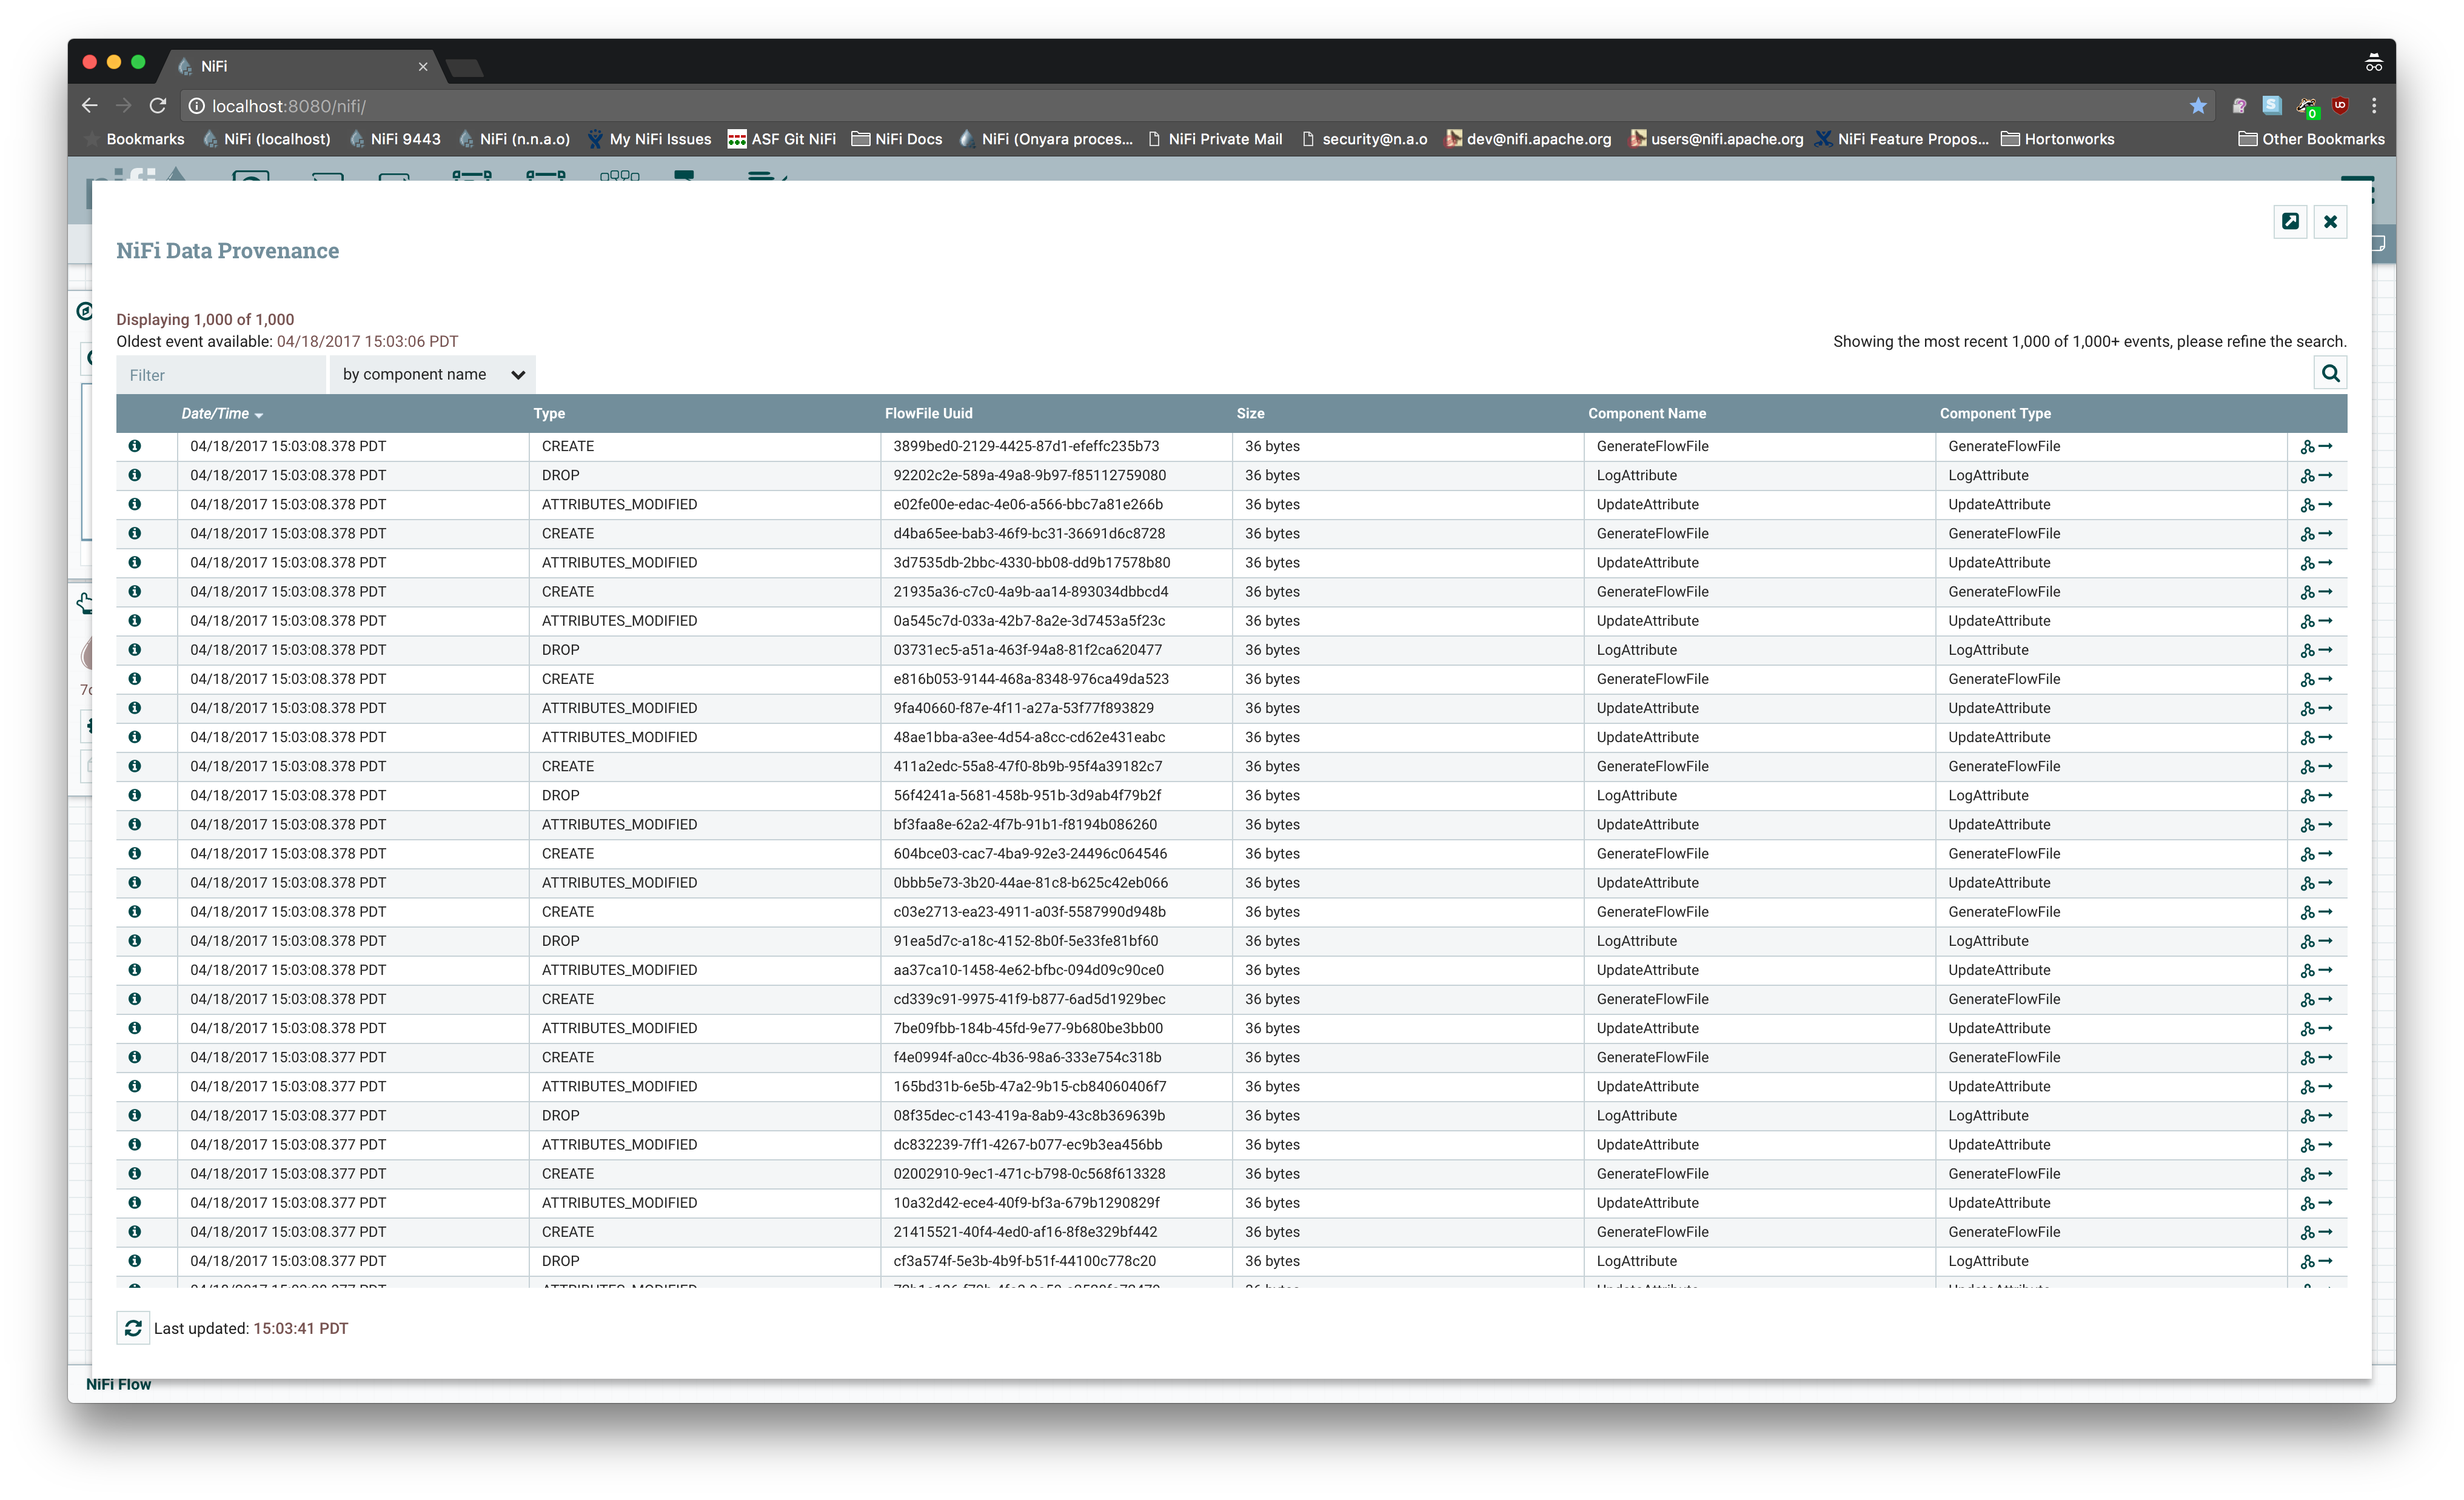 NiFi
localhost:8080/nifi/
Bookmarks NiFi (localhost) NiFi 9443 NiFi (n.n.a.o) My NiFi Issues ASF Git NiFi NiFi Docs NiFi (Onyara proces... NiFi Private Mail security@n.a.o dev@nifi.apache.org users@nifi.apache.org NiFi Feature Propos... Hortonworks Other Bookmarks
NiFi Data Provenance
Displaying 1,000 of 1,000
Oldest event available: 04/18/2017 15:03:06 PDT Showing the most recent 1,000 of 1,000+ events, please refine the search.
Filter by component name
Date/Time Type FlowFile Uuid Size Component Name Component Type
04/18/2017 15:03:08.378 PDT CREATE 3899bed0-2129-4425-87d1-efeffc235b73 36 bytes GenerateFlowFile GenerateFlowFile
04/18/2017 15:03:08.378 PDT DROP 92202c2e-589a-49a8-9b97-f85112759080 36 bytes LogAttribute LogAttribute
04/18/2017 15:03:08.378 PDT ATTRIBUTES_MODIFIED e02fe00e-edac-4e06-a566-bbc7a81e266b 36 bytes UpdateAttribute UpdateAttribute
04/18/2017 15:03:08.378 PDT CREATE d4ba65ee-bab3-46f9-bc31-36691d6c8728 36 bytes GenerateFlowFile GenerateFlowFile
04/18/2017 15:03:08.378 PDT ATTRIBUTES_MODIFIED 3d7535db-2bbc-4330-bb08-dd9b17578b80 36 bytes UpdateAttribute UpdateAttribute
04/18/2017 15:03:08.378 PDT CREATE 21935a36-c7c0-4a9b-aa14-893034dbbcd4 36 bytes GenerateFlowFile GenerateFlowFile
04/18/2017 15:03:08.378 PDT ATTRIBUTES_MODIFIED 0a545c7d-033a-42b7-8a2e-3d7453a5f23c 36 bytes UpdateAttribute UpdateAttribute
04/18/2017 15:03:08.378 PDT DROP 03731ec5-a51a-463f-94a8-81f2ca620477 36 bytes LogAttribute LogAttribute
04/18/2017 15:03:08.378 PDT CREATE e816b053-9144-468a-8348-976ca49da523 36 bytes GenerateFlowFile GenerateFlowFile
04/18/2017 15:03:08.378 PDT ATTRIBUTES_MODIFIED 9fa40660-f87e-4f11-a27a-53f77f893829 36 bytes UpdateAttribute UpdateAttribute
04/18/2017 15:03:08.378 PDT ATTRIBUTES_MODIFIED 48ae1bba-a3ee-4d54-a8cc-cd62e431eabc 36 bytes UpdateAttribute UpdateAttribute
04/18/2017 15:03:08.378 PDT CREATE 411a2edc-55a8-47f0-8b9b-95f4a39182c7 36 bytes GenerateFlowFile GenerateFlowFile
04/18/2017 15:03:08.378 PDT DROP 56f4241a-5681-458b-951b-3d9ab4f79b2f 36 bytes LogAttribute LogAttribute
04/18/2017 15:03:08.378 PDT ATTRIBUTES_MODIFIED bf3faa8e-62a2-4f7b-91b1-f8194b086260 36 bytes UpdateAttribute UpdateAttribute
04/18/2017 15:03:08.378 PDT CREATE 604bce03-cac7-4ba9-92e3-24496c064546 36 bytes GenerateFlowFile GenerateFlowFile
04/18/2017 15:03:08.378 PDT ATTRIBUTES_MODIFIED 0bbb5e73-3b20-44ae-81c8-b625c42eb066 36 bytes UpdateAttribute UpdateAttribute
04/18/2017 15:03:08.378 PDT CREATE c03e2713-ea23-4911-a03f-5587990d948b 36 bytes GenerateFlowFile GenerateFlowFile
04/18/2017 15:03:08.378 PDT DROP 91ea5d7c-a18c-4152-8b0f-5e33fe81bf60 36 bytes LogAttribute LogAttribute
04/18/2017 15:03:08.378 PDT ATTRIBUTES_MODIFIED aa37ca10-1458-4e62-bfbc-094d09c90ce0 36 bytes UpdateAttribute UpdateAttribute
04/18/2017 15:03:08.378 PDT CREATE cd339c91-9975-41f9-b877-6ad5d1929bec 36 bytes GenerateFlowFile GenerateFlowFile
04/18/2017 15:03:08.378 PDT ATTRIBUTES_MODIFIED 7be09fbb-184b-45fd-9e77-9b680be3bb00 36 bytes UpdateAttribute UpdateAttribute
04/18/2017 15:03:08.377 PDT CREATE f4e0994f-a0cc-4b36-98a6-333e754c318b 36 bytes GenerateFlowFile GenerateFlowFile
04/18/2017 15:03:08.377 PDT ATTRIBUTES_MODIFIED 165bd31b-6e5b-47a2-9b15-cb84060406f7 36 bytes UpdateAttribute UpdateAttribute
04/18/2017 15:03:08.377 PDT DROP 08f35dec-c143-419a-8ab9-43c8b369639b 36 bytes LogAttribute LogAttribute
04/18/2017 15:03:08.377 PDT ATTRIBUTES_MODIFIED dc832239-7ff1-4267-b077-ec9b3ea456bb 36 bytes UpdateAttribute UpdateAttribute
04/18/2017 15:03:08.377 PDT CREATE 02002910-9ec1-471c-b798-0c568f613328 36 bytes GenerateFlowFile GenerateFlowFile
04/18/2017 15:03:08.377 PDT ATTRIBUTES_MODIFIED 10a32d42-ece4-40f9-bf3a-679b1290829f 36 bytes UpdateAttribute UpdateAttribute
04/18/2017 15:03:08.377 PDT CREATE 21415521-40f4-4ed0-af16-8f8e329bf442 36 bytes GenerateFlowFile GenerateFlowFile
04/18/2017 15:03:08.377 PDT DROP cf3a574f-5e3b-4b9f-b51f-44100c778c20 36 bytes LogAttribute LogAttribute
Last updated: 15:03:41 PDT
NiFi Flow